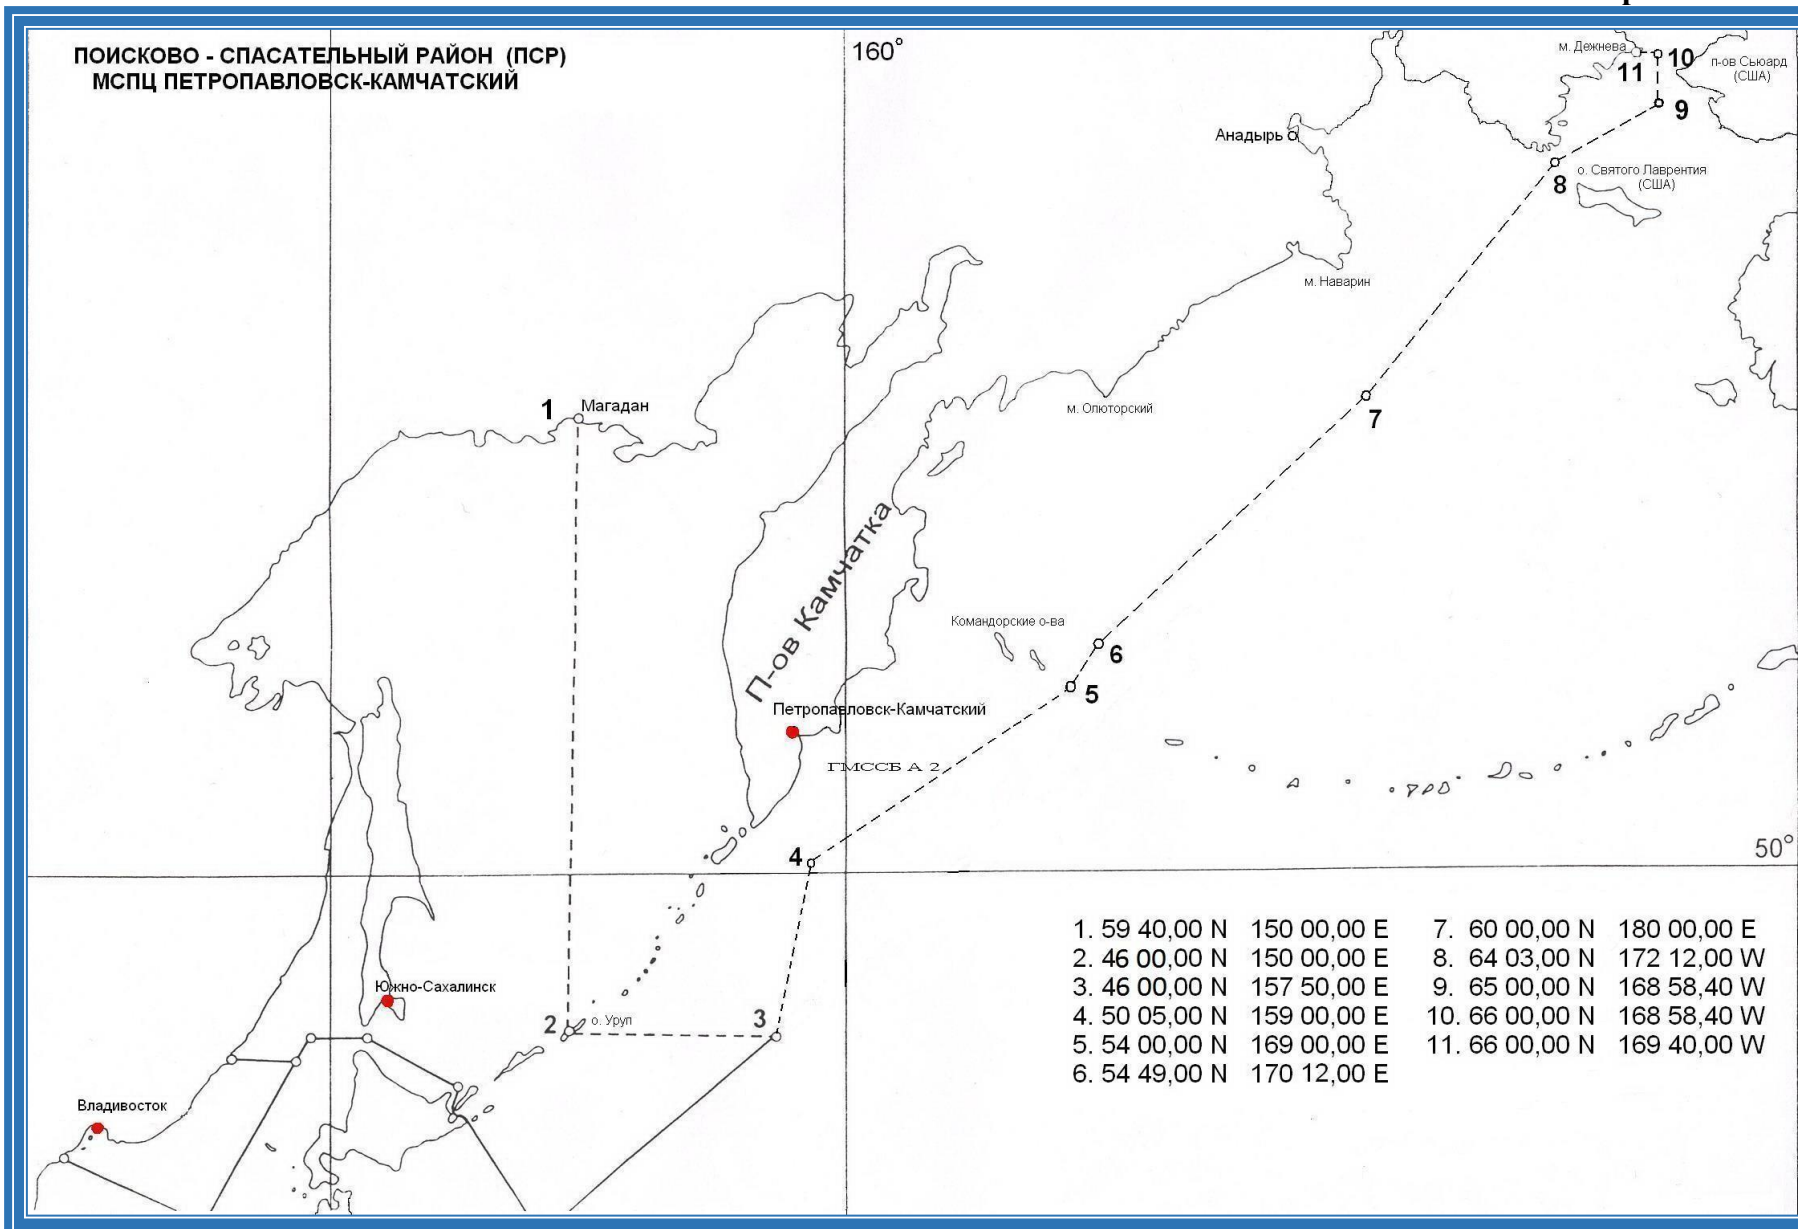 ПОИСКОВО - СПАСАТЕЛЬНЫЙ РАЙОН (ПСР)
МСПЦ ПЕТРОПАВЛОВСК-КАМЧАТСКИЙ
160°
м. Дежнева
11
10
п-ов Сьюард
(США)
9
Анадырь
8
о. Святого Лаврентия
(США)
м. Наварин
1
Магадан
м. Олюторский
7
П-ов Камчатка
Командорские о-ва
6
5
Петропавловск-Камчатский
ГМССБ А 2
4
50°
Южно-Сахалинск
2
о. Уруп
3
Владивосток
1. 59 40,00 N 150 00,00 E
2. 46 00,00 N 150 00,00 E
3. 46 00,00 N 157 50,00 E
4. 50 05,00 N 159 00,00 E
5. 54 00,00 N 169 00,00 E
6. 54 49,00 N 170 12,00 E
7. 60 00,00 N 180 00,00 E
8. 64 03,00 N 172 12,00 W
9. 65 00,00 N 168 58,40 W
10. 66 00,00 N 168 58,40 W
11. 66 00,00 N 169 40,00 W